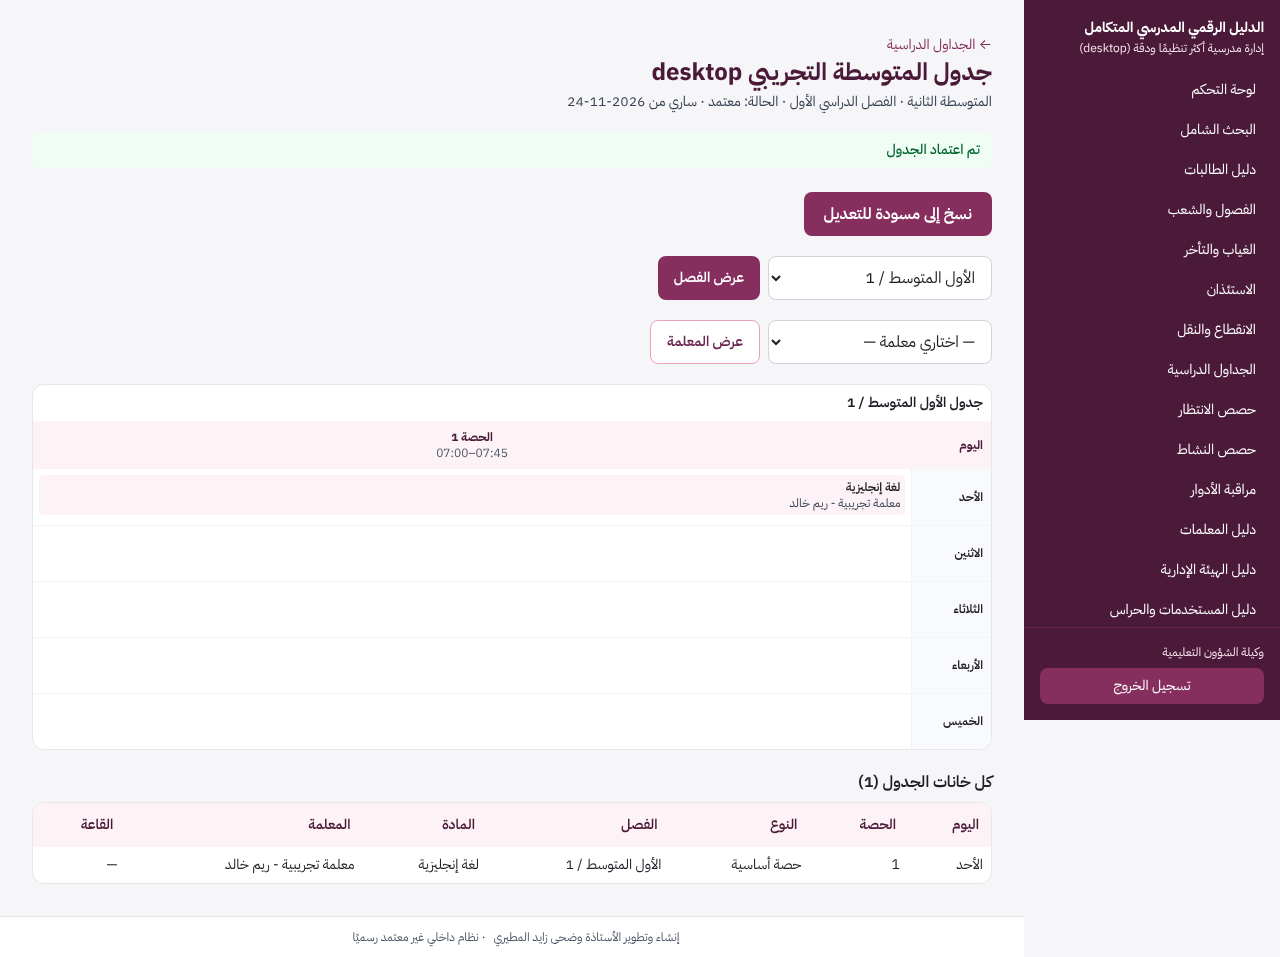 الدليل الرقمي المدرسي المتكامل
إدارة مدرسية أكثر تنظيمًا ودقة (desktop)
لوحة التحكم
البحث الشامل
دليل الطالبات
الفصول والشعب
الغياب والتأخر
الاستئذان
الانقطاع والنقل
الجداول الدراسية
حصص الانتظار
حصص النشاط
مراقبة الأدوار
دليل المعلمات
دليل الهيئة الإدارية
دليل المستخدمات والحراس
وكيلة الشؤون التعليمية
تسجيل الخروج
← الجداول الدراسية
جدول المتوسطة التجريبي desktop
المتوسطة الثانية · الفصل الدراسي الأول · الحالة: معتمد · ساري من 2026-11-24
تم اعتماد الجدول
نسخ إلى مسودة للتعديل
الأول المتوسط / 1 عرض الفصل
— اختاري معلمة — عرض المعلمة
جدول الأول المتوسط / 1
اليوم الحصة 1
07:00–07:45
الأحد لغة إنجليزية
معلمة تجريبية - ريم خالد
الاثنين
الثلاثاء
الأربعاء
الخميس
كل خانات الجدول (1)
اليوم الحصة النوع الفصل المادة المعلمة القاعة
الأحد 1 حصة أساسية الأول المتوسط / 1 لغة إنجليزية معلمة تجريبية - ريم خالد —
إنشاء وتطوير الأستاذة وضحى زايد المطيري · نظام داخلي غير معتمد رسميًا